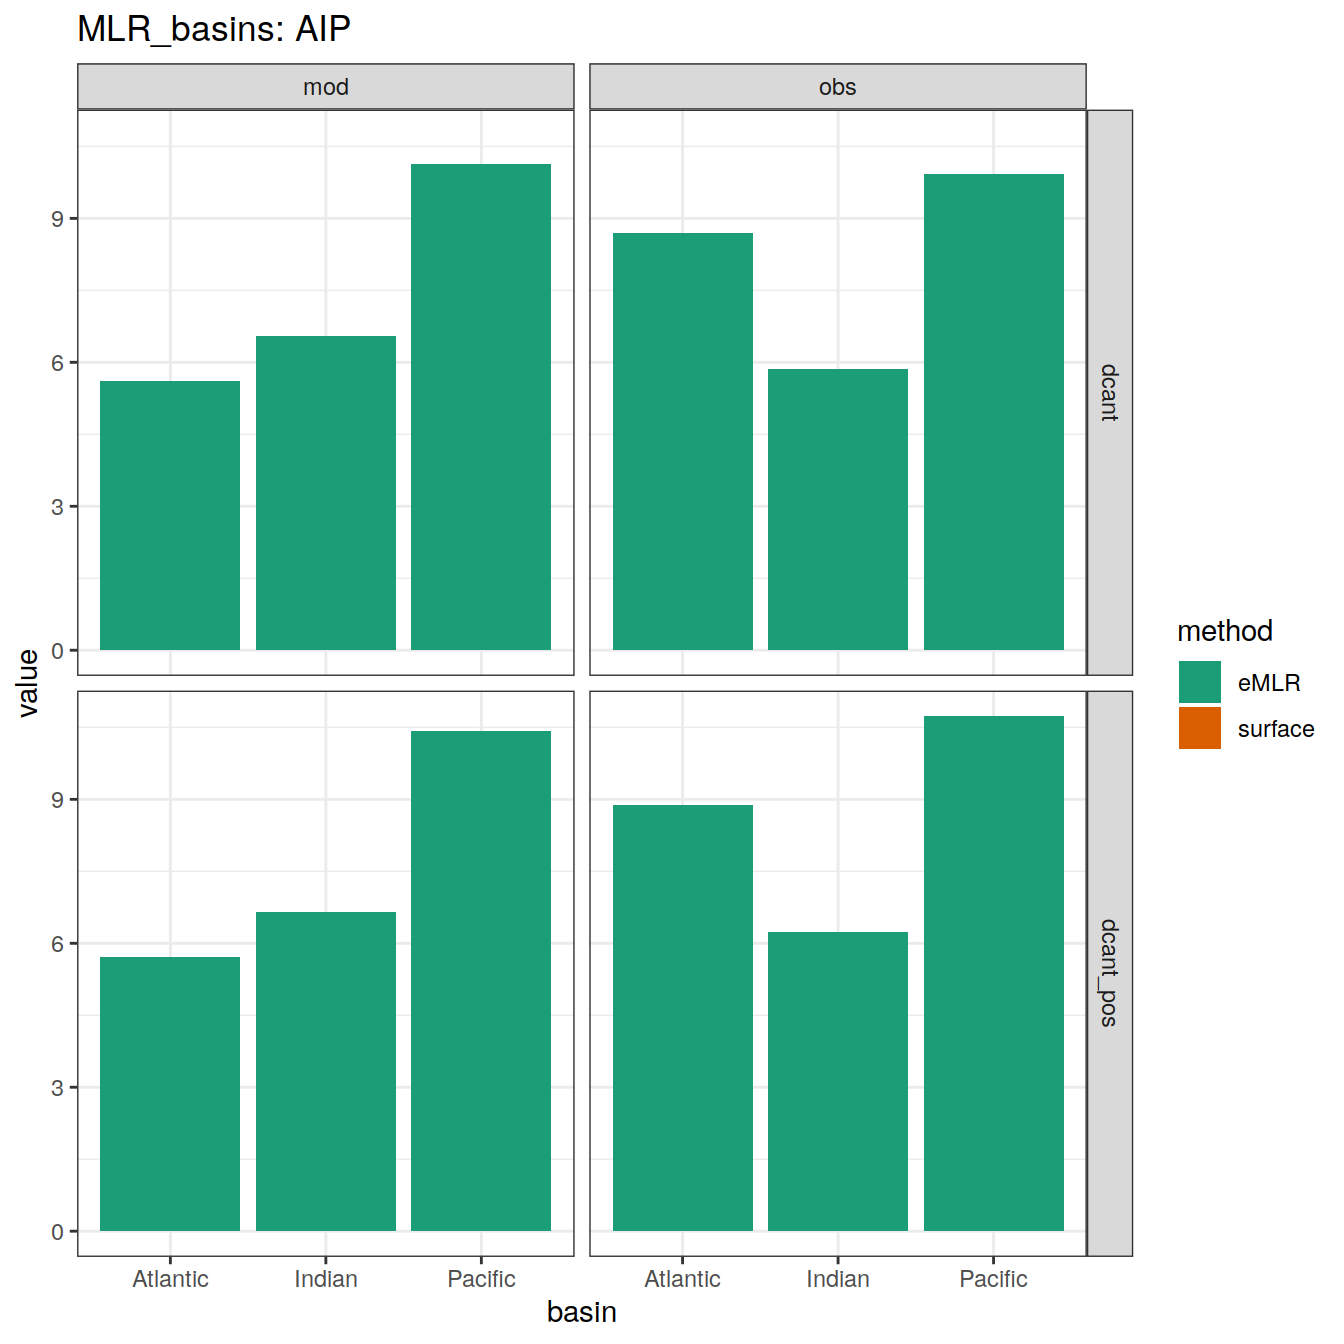 MLR_basins: AIP
mod
obs
9
6
3
0
dcant
9
6
3
0
dcant_pos
value
Atlantic
Indian
Pacific
Atlantic
Indian
Pacific
basin
method
eMLR
surface